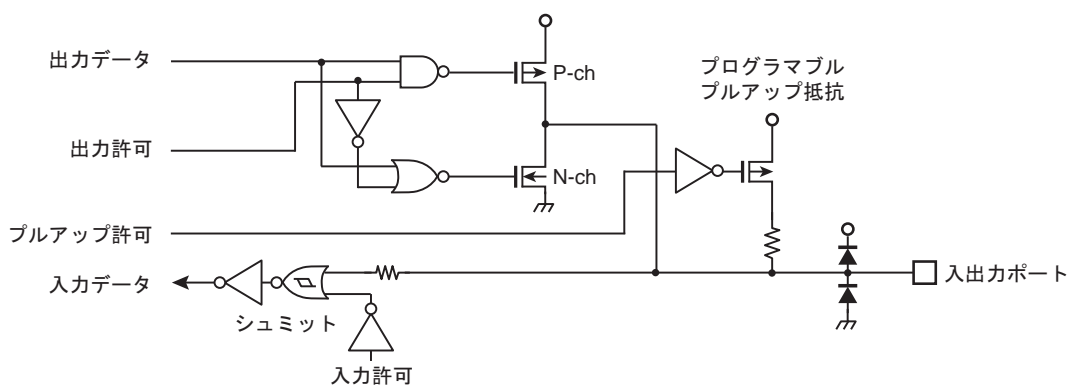 出力データ
P-ch
プログラマブル
プルアップ抵抗
出力許可
N-ch
プルアップ許可
入力データ
入出力ポート
シュミット
入力許可